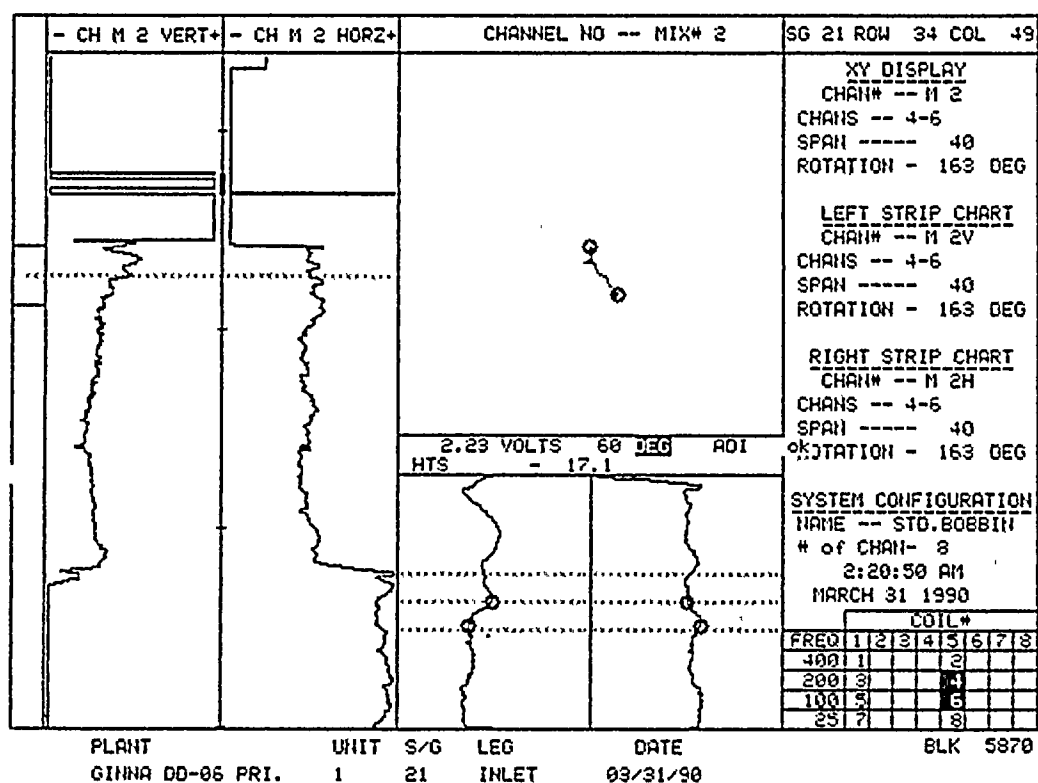 - CH M 2 VERT+ - CH M 2 HORZ+ CHANNEL NO -- MIX# 2 SG 21 ROW 34 COL 49
XY DISPLAY
CHAN# -- M 2
CHANS -- 4-6
SPAN ----- 40
ROTATION - 163 DEG
LEFT STRIP CHART
CHAN# -- M 2V
CHANS -- 4-6
SPAN ----- 40
ROTATION - 163 DEG
RIGHT STRIP CHART
CHAN# -- M 2H
CHANS -- 4-6
SPAN ----- 40
ROTATION - 163 DEG
2.23 VOLTS 60 DEG ADI ok
HTS - 17.1
SYSTEM CONFIGURATION
NAME -- STD.BOBBIN
# of CHAN- 8
2:20:50 AM
MARCH 31 1990
COIL#
FREQ 1 2 3 4 5 6 7 8
400 1 2
200 3 4
100 5 6
25 7 8
PLANT UNIT S/G LEG DATE BLK 5870
GINNA DD-06 PRI. 1 21 INLET 03/31/90